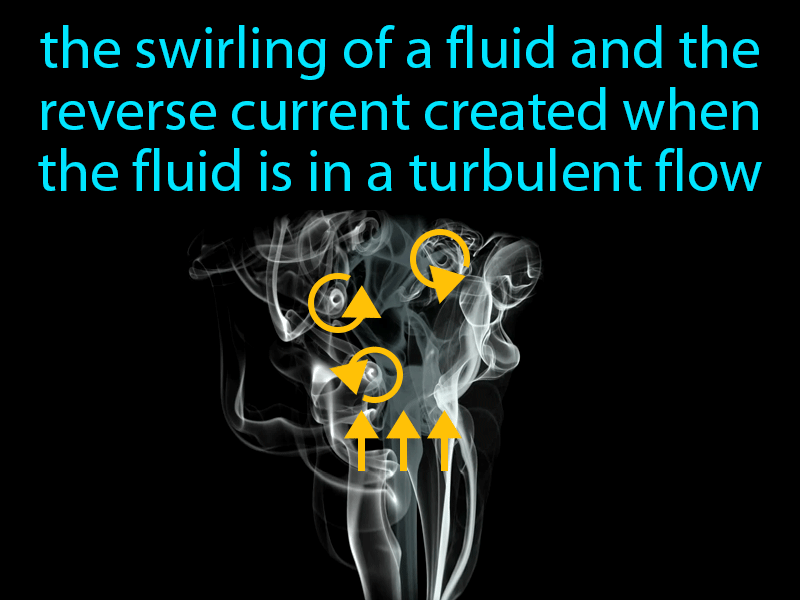 the swirling of a fluid and the
reverse current created when
the fluid is in a turbulent flow